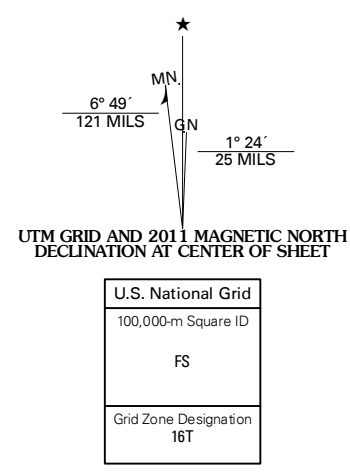 ★
MN.
6° 49´
121 MILS
GN
1° 24´
25 MILS
UTM GRID AND 2011 MAGNETIC NORTH
DECLINATION AT CENTER OF SHEET
U.S. National Grid
100,000-m Square ID
FS
Grid Zone Designation
16T